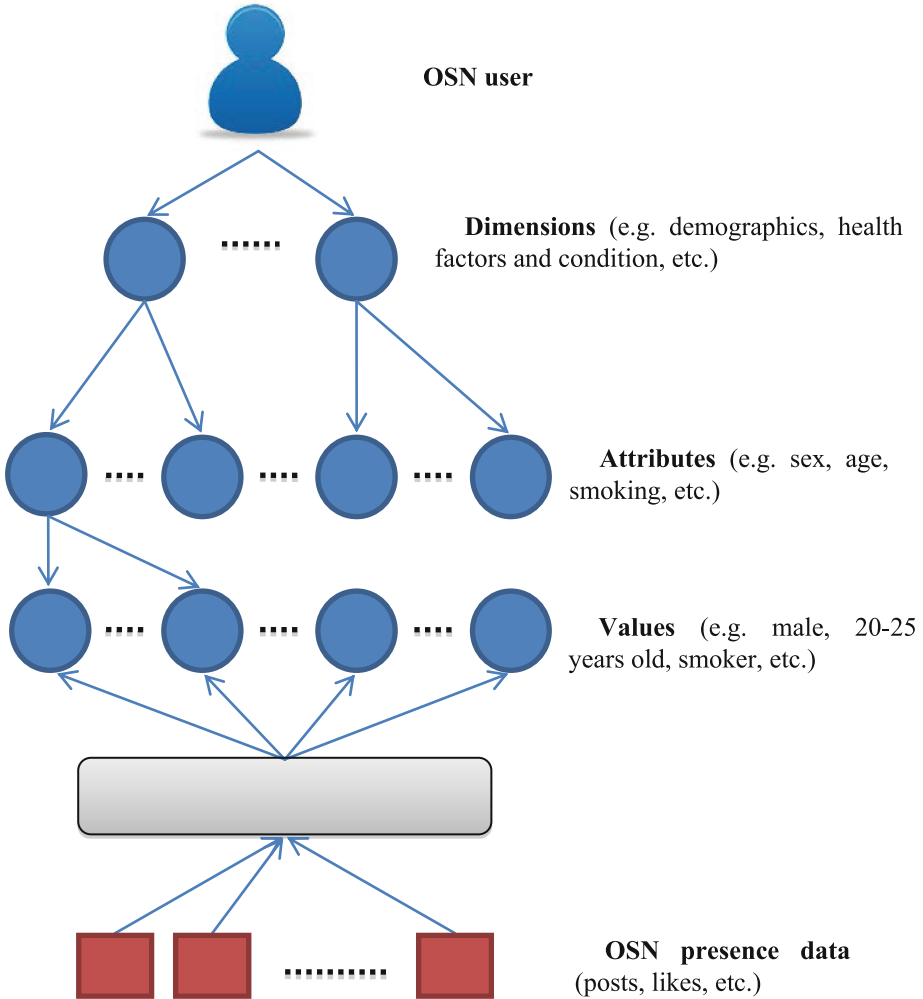 OSN user
Dimensions (e.g. demographics, health
factors and condition, etc.)
Attributes (e.g. sex, age,
smoking, etc.)
Values (e.g. male, 20-25
years old, smoker, etc.)
OSN presence data
(posts, likes, etc.)